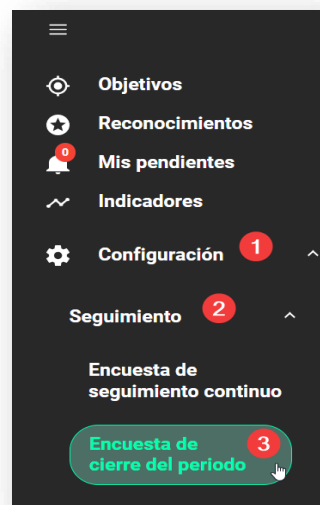 Objetivos
Reconocimientos
0
Mis pendientes
Indicadores
Configuración 1
Seguimiento 2
Encuesta de
seguimiento continuo
Encuesta de 3
cierre del periodo